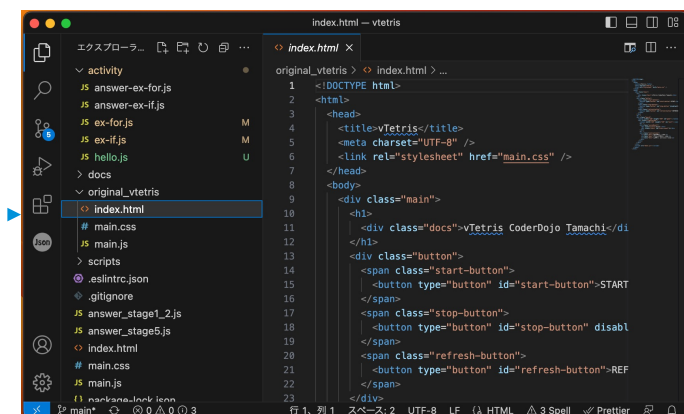 index.html — vtetris
エクスプローラ...
index.html
activity
answer-ex-for.js
answer-ex-if.js
ex-for.js M
ex-if.js M
hello.js U
docs
original_vtetris
index.html
main.css
main.js
scripts
.eslintrc.json
.gitignore
answer_stage1_2.js
answer_stage5.js
index.html
main.css
main.js
package-lock.json
5
Json
original_vtetris > index.html > ...
1 <!DOCTYPE html>
2 <html>
3 <head>
4 <title>vTetris</title>
5 <meta charset="UTF-8" />
6 <link rel="stylesheet" href="main.css" />
7 </head>
8 <body>
9 <div class="main">
10 <h1>
11 <div class="docs">vTetris CoderDojo Tamachi</di
12 </h1>
13 <div class="button">
14 <span class="start-button">
15 <button type="button" id="start-button">START
16 </span>
17 <span class="stop-button">
18 <button type="button" id="stop-button" disabl
19 </span>
20 <span class="refresh-button">
21 <button type="button" id="refresh-button">REF
22 </span>
23 </div>
main* 0 0 3 行 1、列 1 スペース: 2 UTF-8 LF HTML 3 Spell Prettier